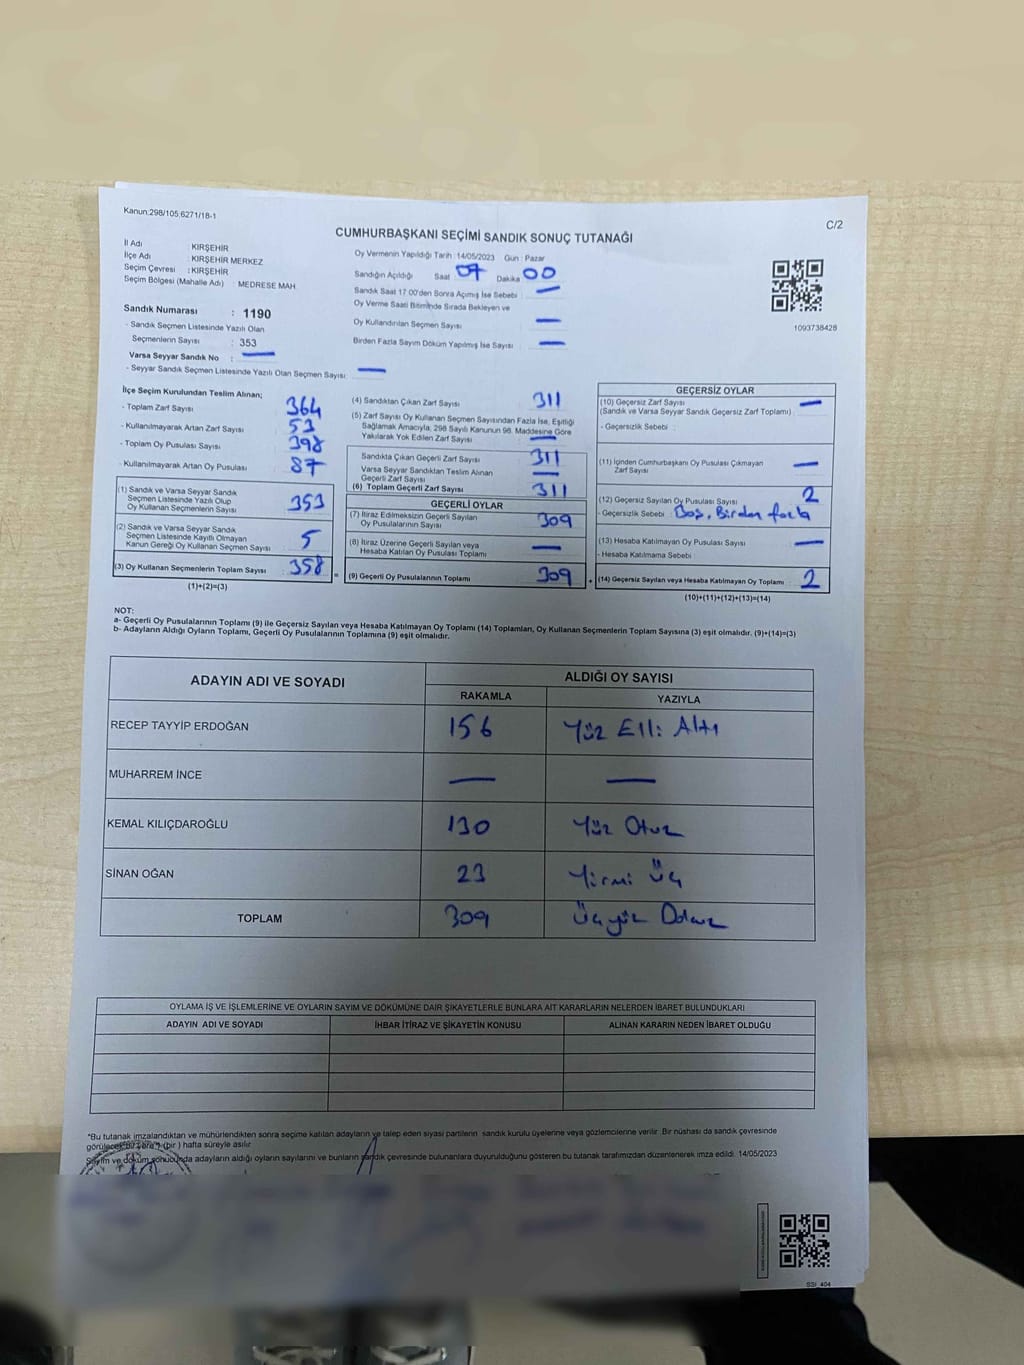 Kanun:298/105;6271/18-1
C/2
CUMHURBAŞKANI SEÇİMİ SANDIK SONUÇ TUTANAĞI
İl Adı : KIRŞEHİR
İlçe Adı : KIRŞEHİR MERKEZ
Seçim Çevresi : KIRŞEHİR
Seçim Bölgesi (Mahalle Adı) : MEDRESE MAH.
Sandık Numarası : 1190
- Sandık Seçmen Listesinde Yazılı Olan
Seçmenlerin Sayısı : 353
Varsa Seyyar Sandık No : —
- Seyyar Sandık Seçmen Listesinde Yazılı Olan Seçmen Sayısı: —
Oy Vermenin Yapıldığı Tarih :14/05/2023 Gün : Pazar
Sandığın Açıldığı Saat 07 Dakika 00
Sandık Saat 17.00'den Sonra Açımış İse Sebebi : —
Oy Verme Saati Bitiminde Sırada Bekleyen ve
Oy Kullandırılan Seçmen Sayısı —
Birden Fazla Sayım Döküm Yapılmış İse Sayısı : —
1093738428
İlçe Seçim Kurulundan Teslim Alınan;
- Toplam Zarf Sayısı 364
- Kullanılmayarak Artan Zarf Sayısı 53
- Toplam Oy Pusulası Sayısı 398
- Kullanılmayarak Artan Oy Pusulası 87
(1) Sandık ve Varsa Seyyar Sandık
Seçmen Listesinde Yazılı Olup
Oy Kullanan Seçmenlerin Sayısı 353
(2) Sandık ve Varsa Seyyar Sandık
Seçmen Listesinde Kayıtlı Olmayan
Kanun Gereği Oy Kullanan Seçmen Sayısı 5
(3) Oy Kullanan Seçmenlerin Toplam Sayısı 358
(1)+(2)=(3)
(4) Sandıktan Çıkan Zarf Sayısı 311
(5) Zarf Sayısı Oy Kullanan Seçmen Sayısından Fazla İse, Eşitliği
Sağlamak Amacıyla, 298 Sayılı Kanunun 98. Maddesine Göre
Yakılarak Yok Edilen Zarf Sayısı —
Sandıkta Çıkan Geçerli Zarf Sayısı 311
Varsa Seyyar Sandıktan Teslim Alınan
Geçerli Zarf Sayısı —
(6) Toplam Geçerli Zarf Sayısı 311
GEÇERLİ OYLAR
(7) İtiraz Edilmeksizin Geçerli Sayılan
Oy Pusulalarının Sayısı 309
(8) İtiraz Üzerine Geçerli Sayılan veya
Hesaba Katılan Oy Pusulası Toplamı —
= (9) Geçerli Oy Pusulalarının Toplamı 309
GEÇERSİZ OYLAR
(10) Geçersiz Zarf Sayısı —
(Sandık ve Varsa Seyyar Sandık Geçersiz Zarf Toplamı)
- Geçersizlik Sebebi :
(11) İçinden Cumhurbaşkanı Oy Pusulası Çıkmayan
Zarf Sayısı —
(12) Geçersiz Sayılan Oy Pusulası Sayısı 2
- Geçersizlik Sebebi : Boş, Birden fazla
(13) Hesaba Katılmayan Oy Pusulası Sayısı —
- Hesaba Katılmama Sebebi
+ (14) Geçersiz Sayılan veya Hesaba Katılmayan Oy Toplamı 2
(10)+(11)+(12)+(13)=(14)
NOT:
a- Geçerli Oy Pusulalarının Toplamı (9) ile Geçersiz Sayılan veya Hesaba Katılmayan Oy Toplamı (14) Toplamları, Oy Kullanan Seçmenlerin Toplam Sayısına (3) eşit olmalıdır. (9)+(14)=(3)
b- Adayların Aldığı Oyların Toplamı, Geçerli Oy Pusulalarının Toplamına (9) eşit olmalıdır.
ADAYIN ADI VE SOYADI ALDIĞI OY SAYISI
RAKAMLA YAZIYLA
RECEP TAYYİP ERDOĞAN 156 Yüz Elli Altı
MUHARREM İNCE — —
KEMAL KILIÇDAROĞLU 130 Yüz Otuz
SİNAN OĞAN 23 Yirmi Üç
TOPLAM 309 Üçyüz Dokuz
OYLAMA İŞ VE İŞLEMLERİNE VE OYLARIN SAYIM VE DÖKÜMÜNE DAİR ŞİKAYETLERLE BUNLARA AİT KARARLARIN NELERDEN İBARET BULUNDUKLARI
ADAYIN ADI VE SOYADI İHBAR İTİRAZ VE ŞİKAYETİN KONUSU ALINAN KARARIN NEDEN İBARET OLDUĞU
*Bu tutanak imzalandıktan ve mühürlendikten sonra seçime katılan adayların ve talep eden siyasi partilerin sandık kurulu üyelerine veya gözlemcilerine verilir. Bir nüshası da sandık çevresinde
görülecek bir yere (bir ) hafta süreyle asılır.
Sayım ve döküm sonucunda adayların aldığı oyların sayılarını ve bunların sandık çevresinde bulunanlara duyurulduğunu gösteren bu tutanak tarafımızdan düzenlenerek imza edildi. 14/05/2023
SSI_404